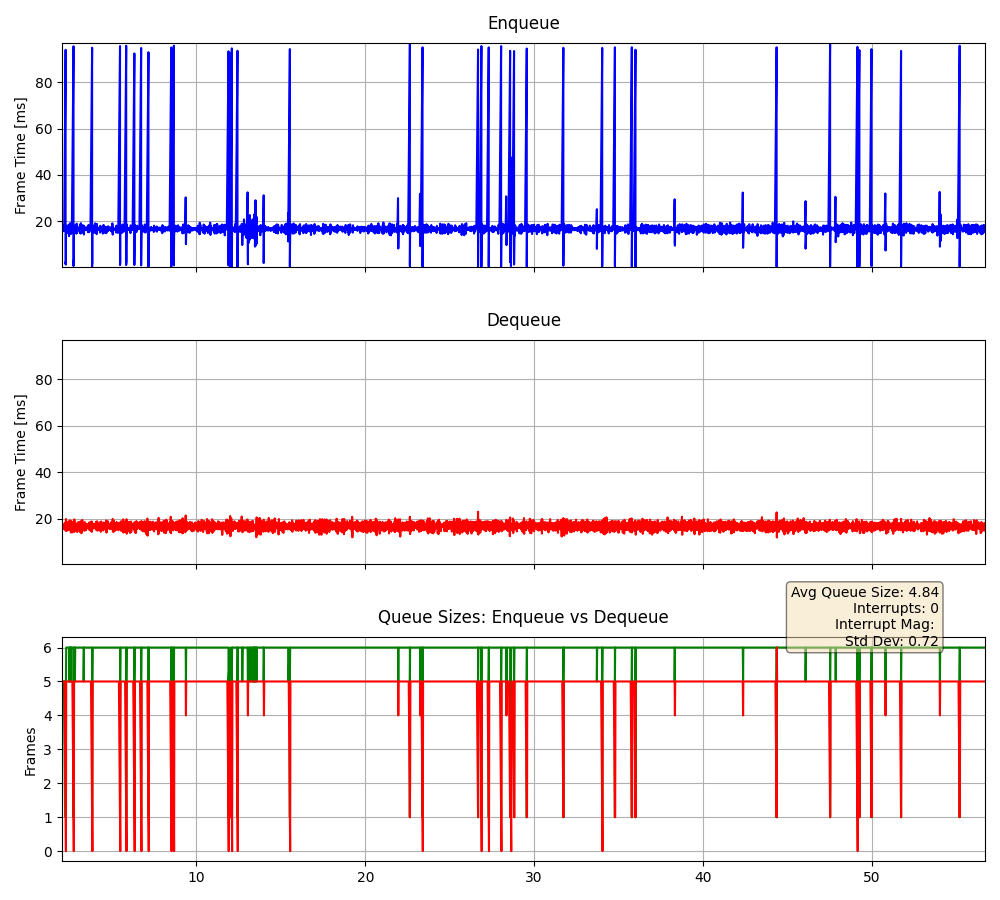 Enqueue
Frame Time [ms]
80
60
40
20
Dequeue
Frame Time [ms]
80
60
40
20
Avg Queue Size: 4.84
Interrupts: 0
Interrupt Mag:
Std Dev: 0.72
Queue Sizes: Enqueue vs Dequeue
Frames
6
5
4
3
2
1
0
10 20 30 40 50